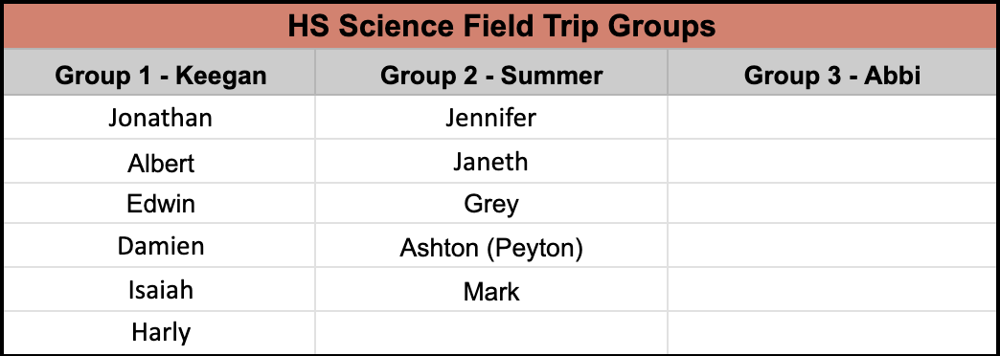 HS Science Field Trip Groups
Group 1 - Keegan Group 2 - Summer Group 3 - Abbi
Jonathan Jennifer
Albert Janeth
Edwin Grey
Damien Ashton (Peyton)
Isaiah Mark
Harly